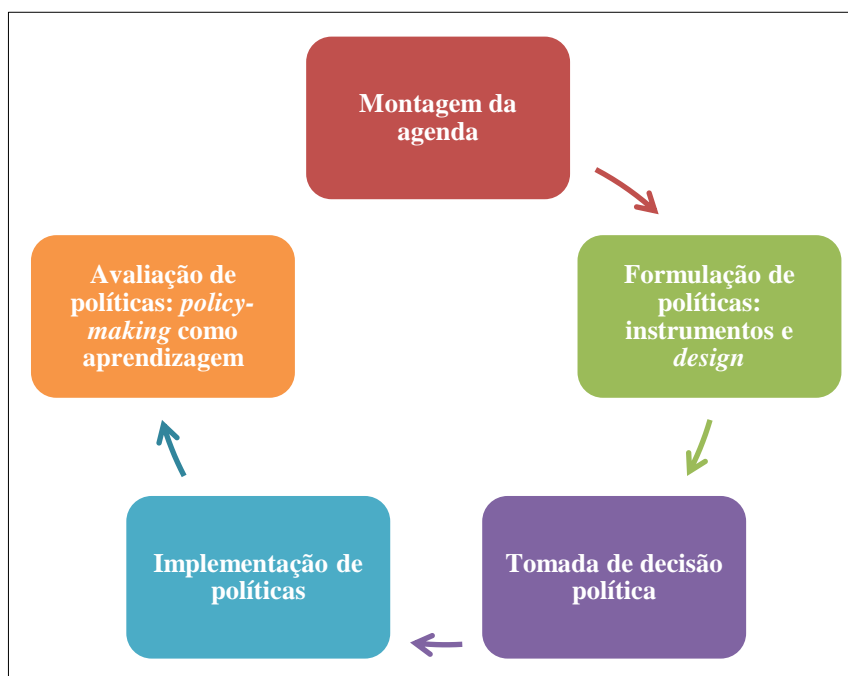 Montagem da
agenda
Formulação de
políticas:
instrumentos e
design
Tomada de decisão
política
Implementação de
políticas
Avaliação de
políticas: policy-
making como
aprendizagem